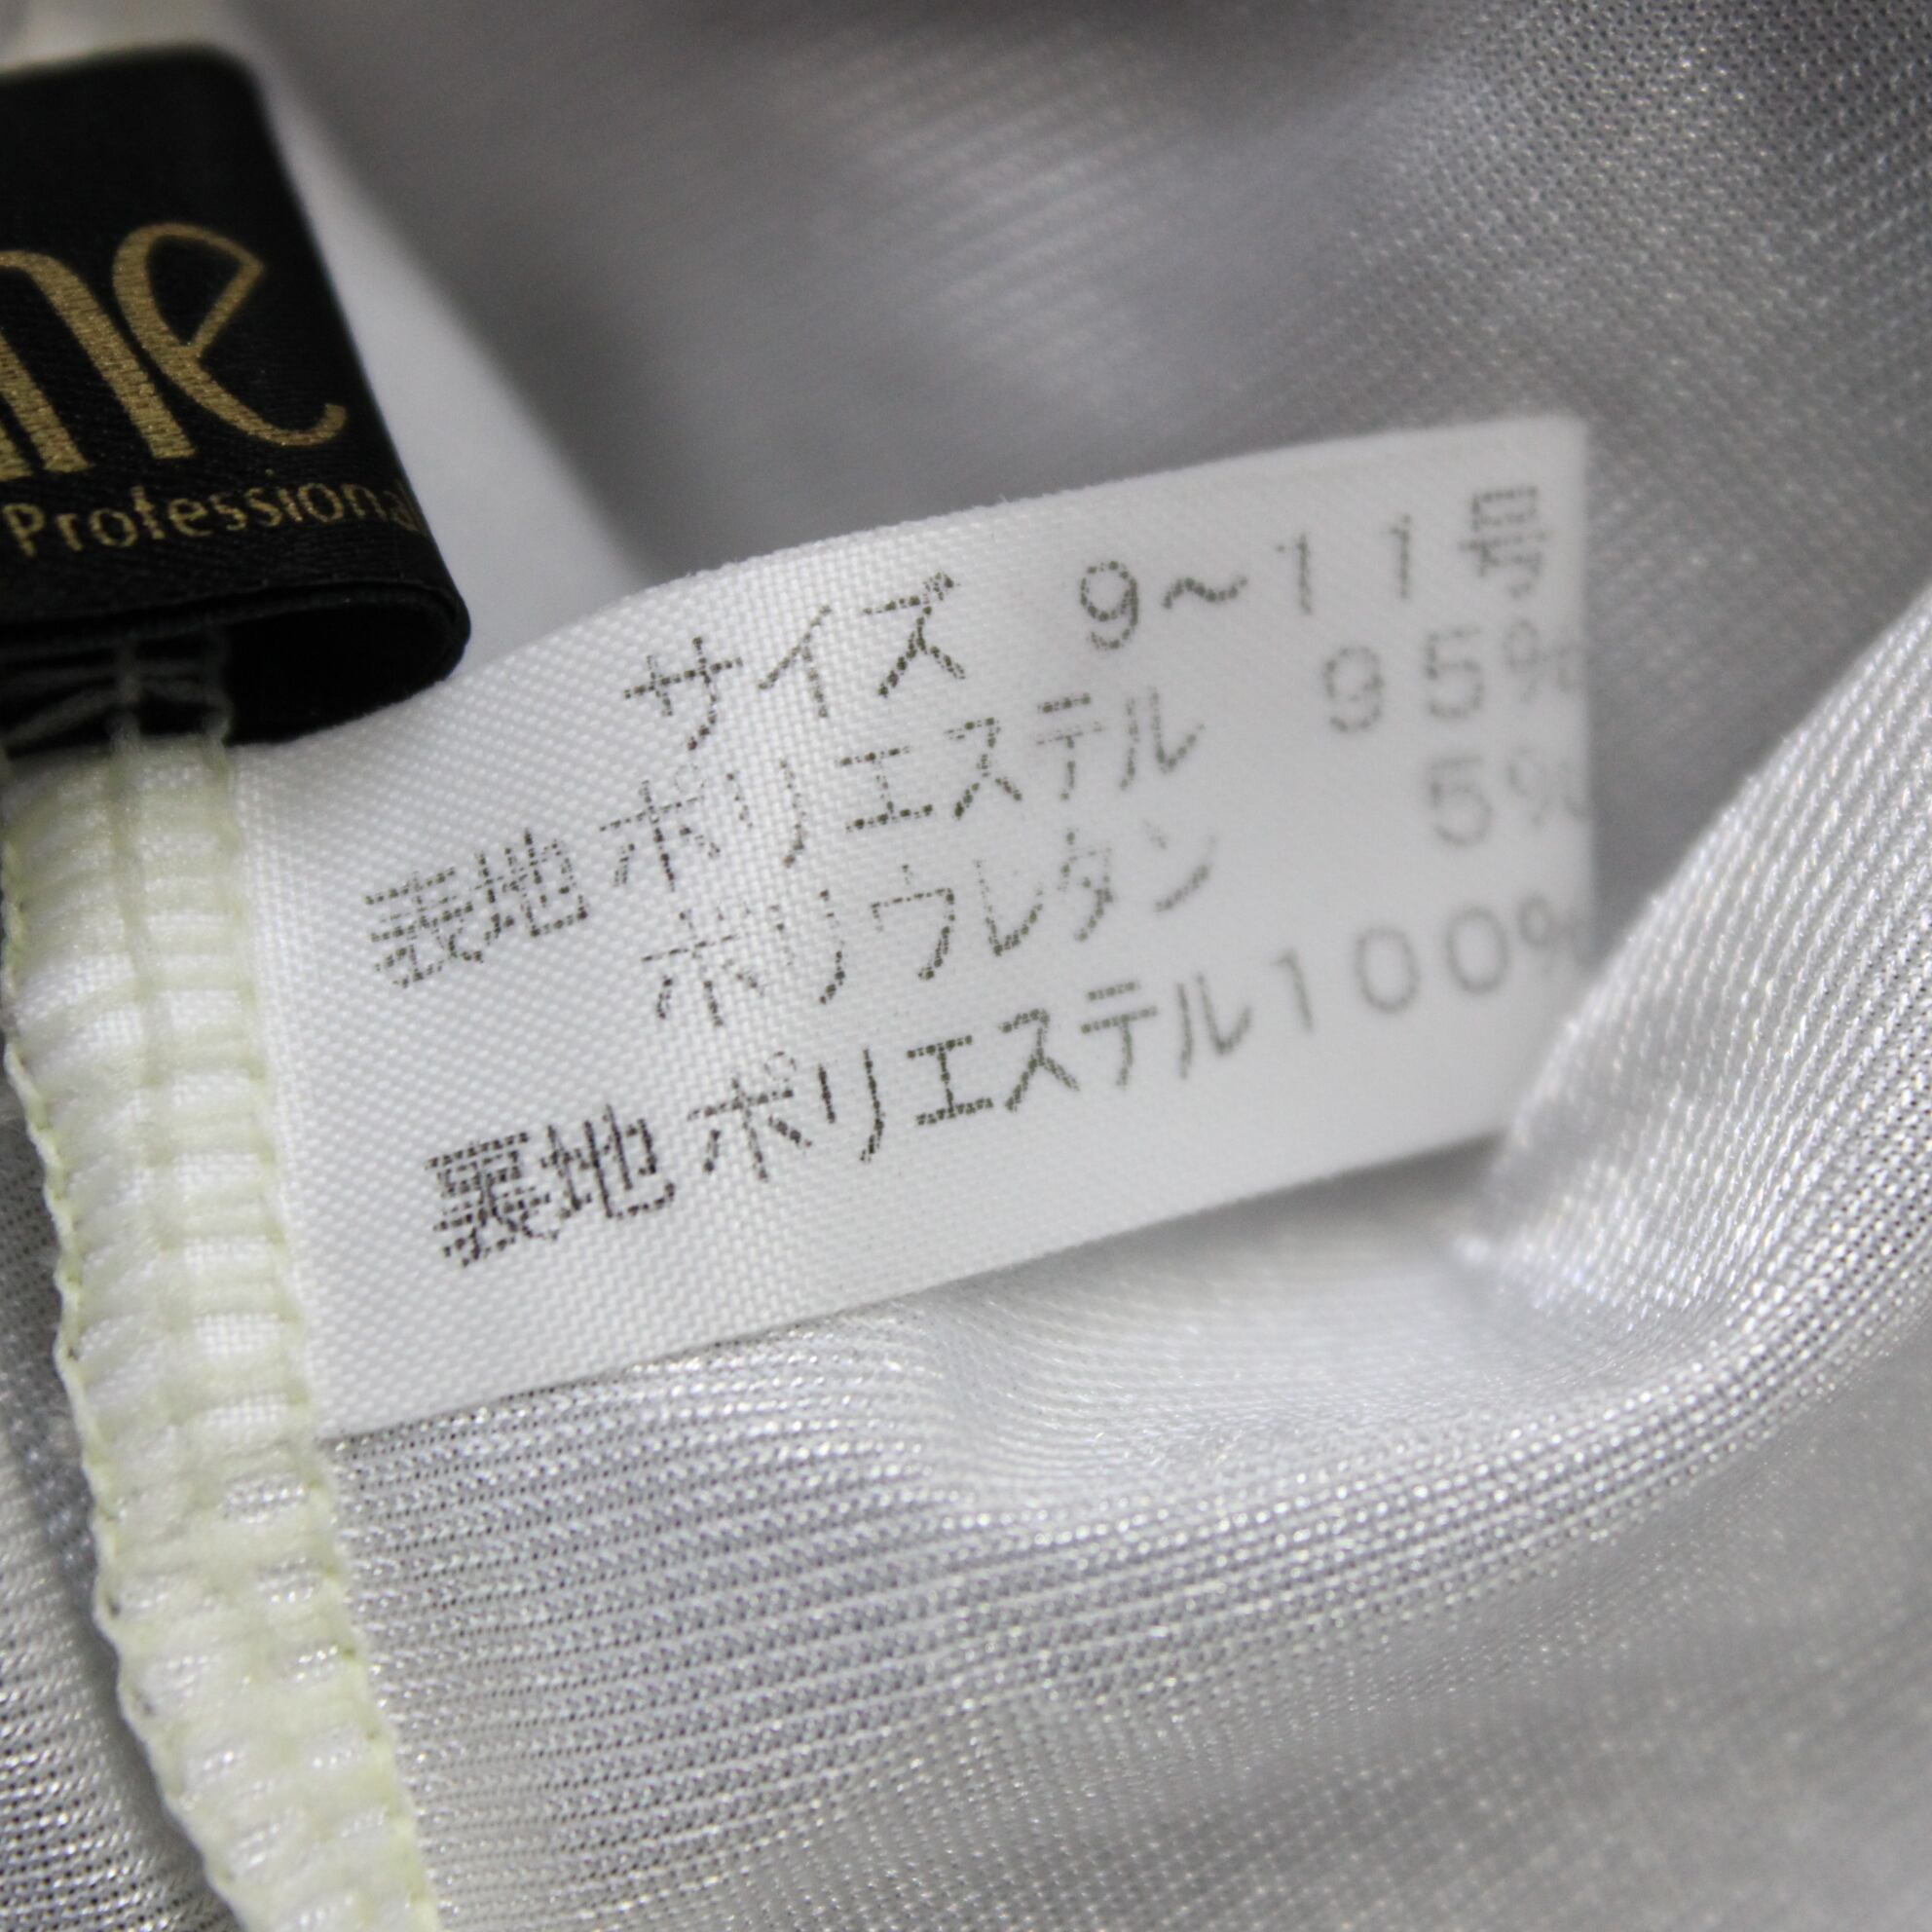 Professional
サイズ 9～11号
表地 ポリエステル 95%
ポリウレタン 5%
裏地 ポリエステル100%